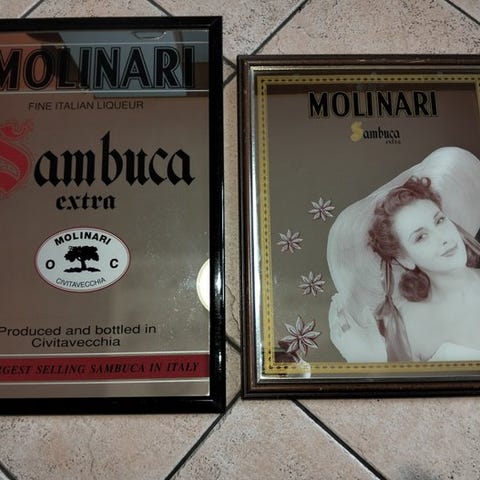 MOLINARI
FINE ITALIAN LIQUEUR
Sambuca
extra
MOLINARI
O C
CIVITAVECCHIA
Produced and bottled in
Civitavecchia
LARGEST SELLING SAMBUCA IN ITALY
MOLINARI
Sambuca
extra